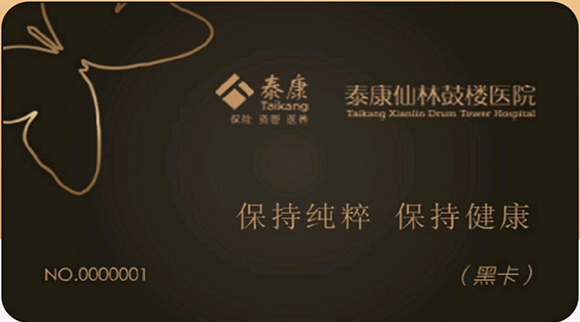 泰康
Taikang
保险 资管 医养
泰康仙林鼓楼医院
Taikang Xianlin Drum Tower Hospital
保持纯粹 保持健康
NO.0000001
（黑卡）